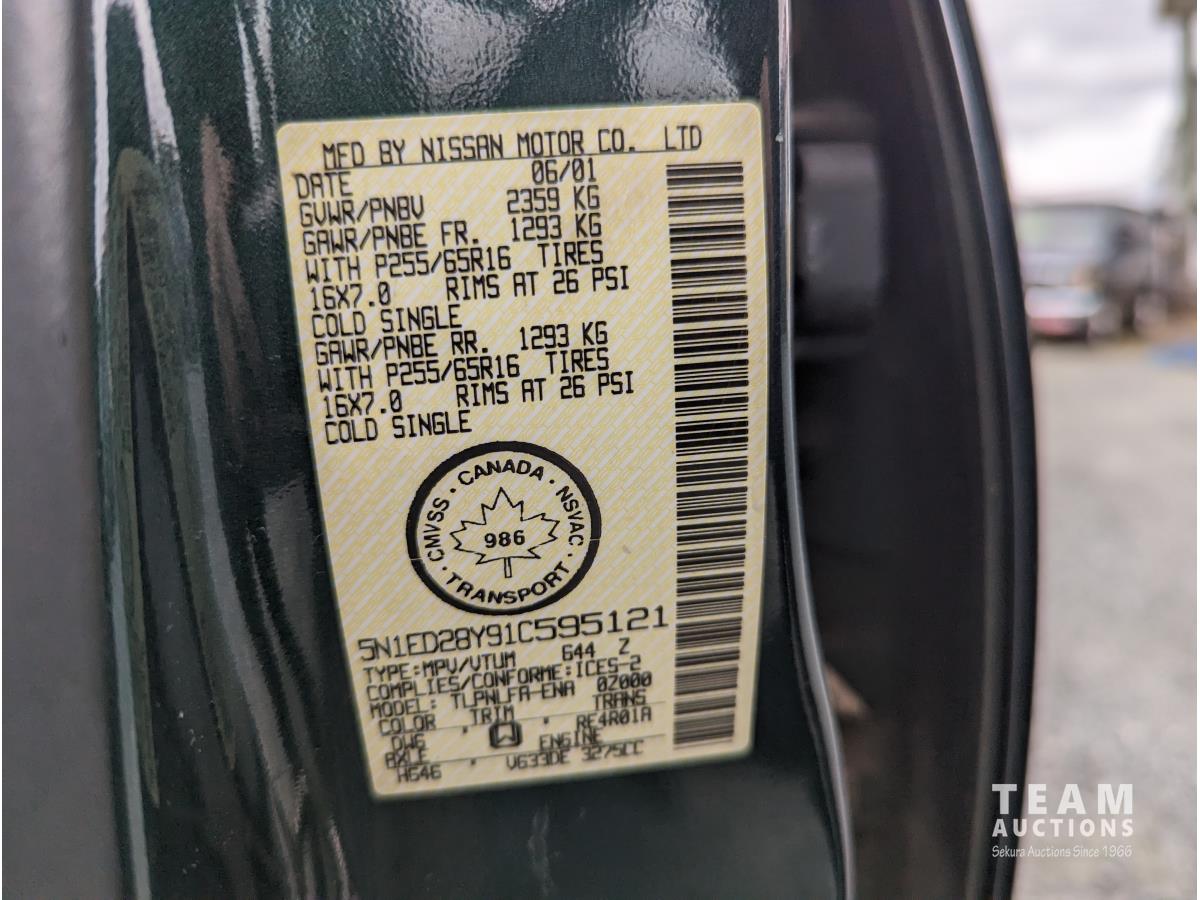 MFD BY NISSAN MOTOR CO. LTD
DATE 06/01
GVWR/PNBV 2359 KG
GAWR/PNBE FR. 1293 KG
WITH P255/65R16 TIRES
16X7.0 RIMS AT 26 PSI
COLD SINGLE
GAWR/PNBE RR. 1293 KG
WITH P255/65R16 TIRES
16X7.0 RIMS AT 26 PSI
COLD SINGLE
CMVSS · CANADA · NSVAC · TRANSPORT ·
986
5N1ED28Y91C595121
TYPE:MPV/VTUM 644 Z
COMPLIES/CONFORME:ICES-2
MODEL: TLPNLFA-ENA 0Z000
COLOR TRIM TRANS
DW6 · W · RE4R01A
AXLE ENGINE
HG46 · VG33DE 3275CC
TEAM
AUCTIONS
Sekura Auctions Since 1966